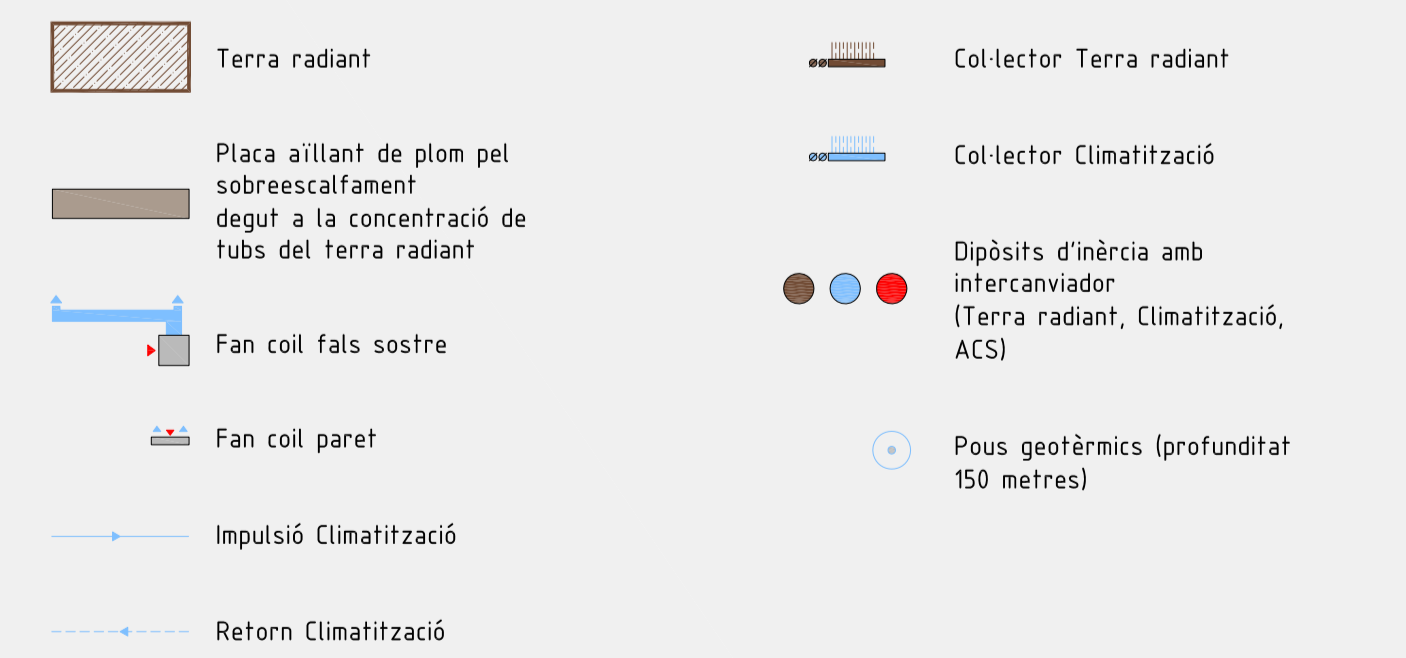 Terra radiant
Placa aïllant de plom pel
sobreescalfament
degut a la concentració de
tubs del terra radiant
Fan coil fals sostre
Fan coil paret
Impulsió Climatització
Retorn Climatització
Col·lector Terra radiant
Col·lector Climatització
Dipòsits d'inèrcia amb
intercanviador
(Terra radiant, Climatització,
ACS)
Pous geotèrmics (profunditat
150 metres)